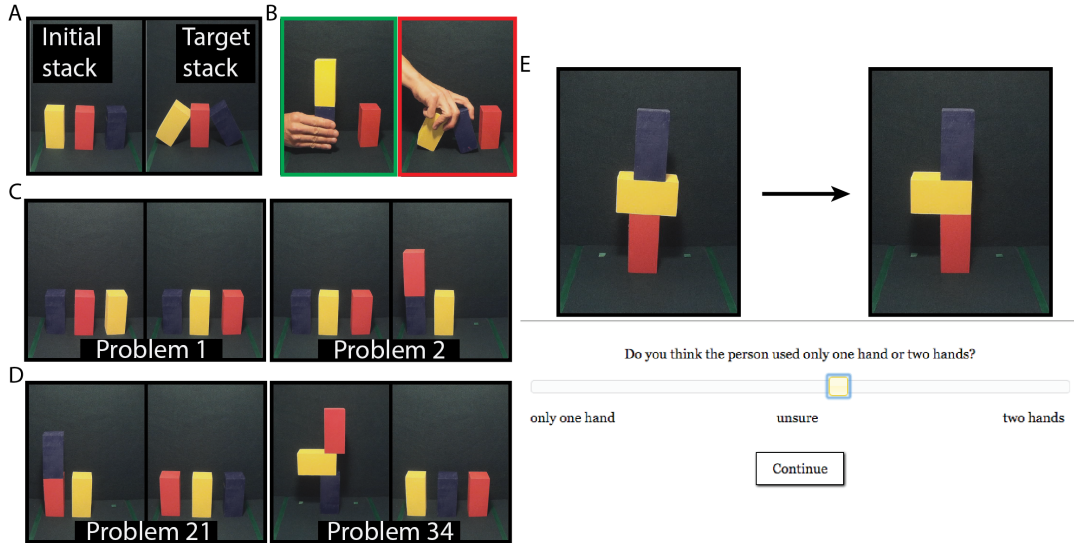 A
Initial
stack
Target
stack
B
C
Problem 1
Problem 2
D
Problem 21
Problem 34
E
Do you think the person used only one hand or two hands?
only one hand
unsure
two hands
Continue